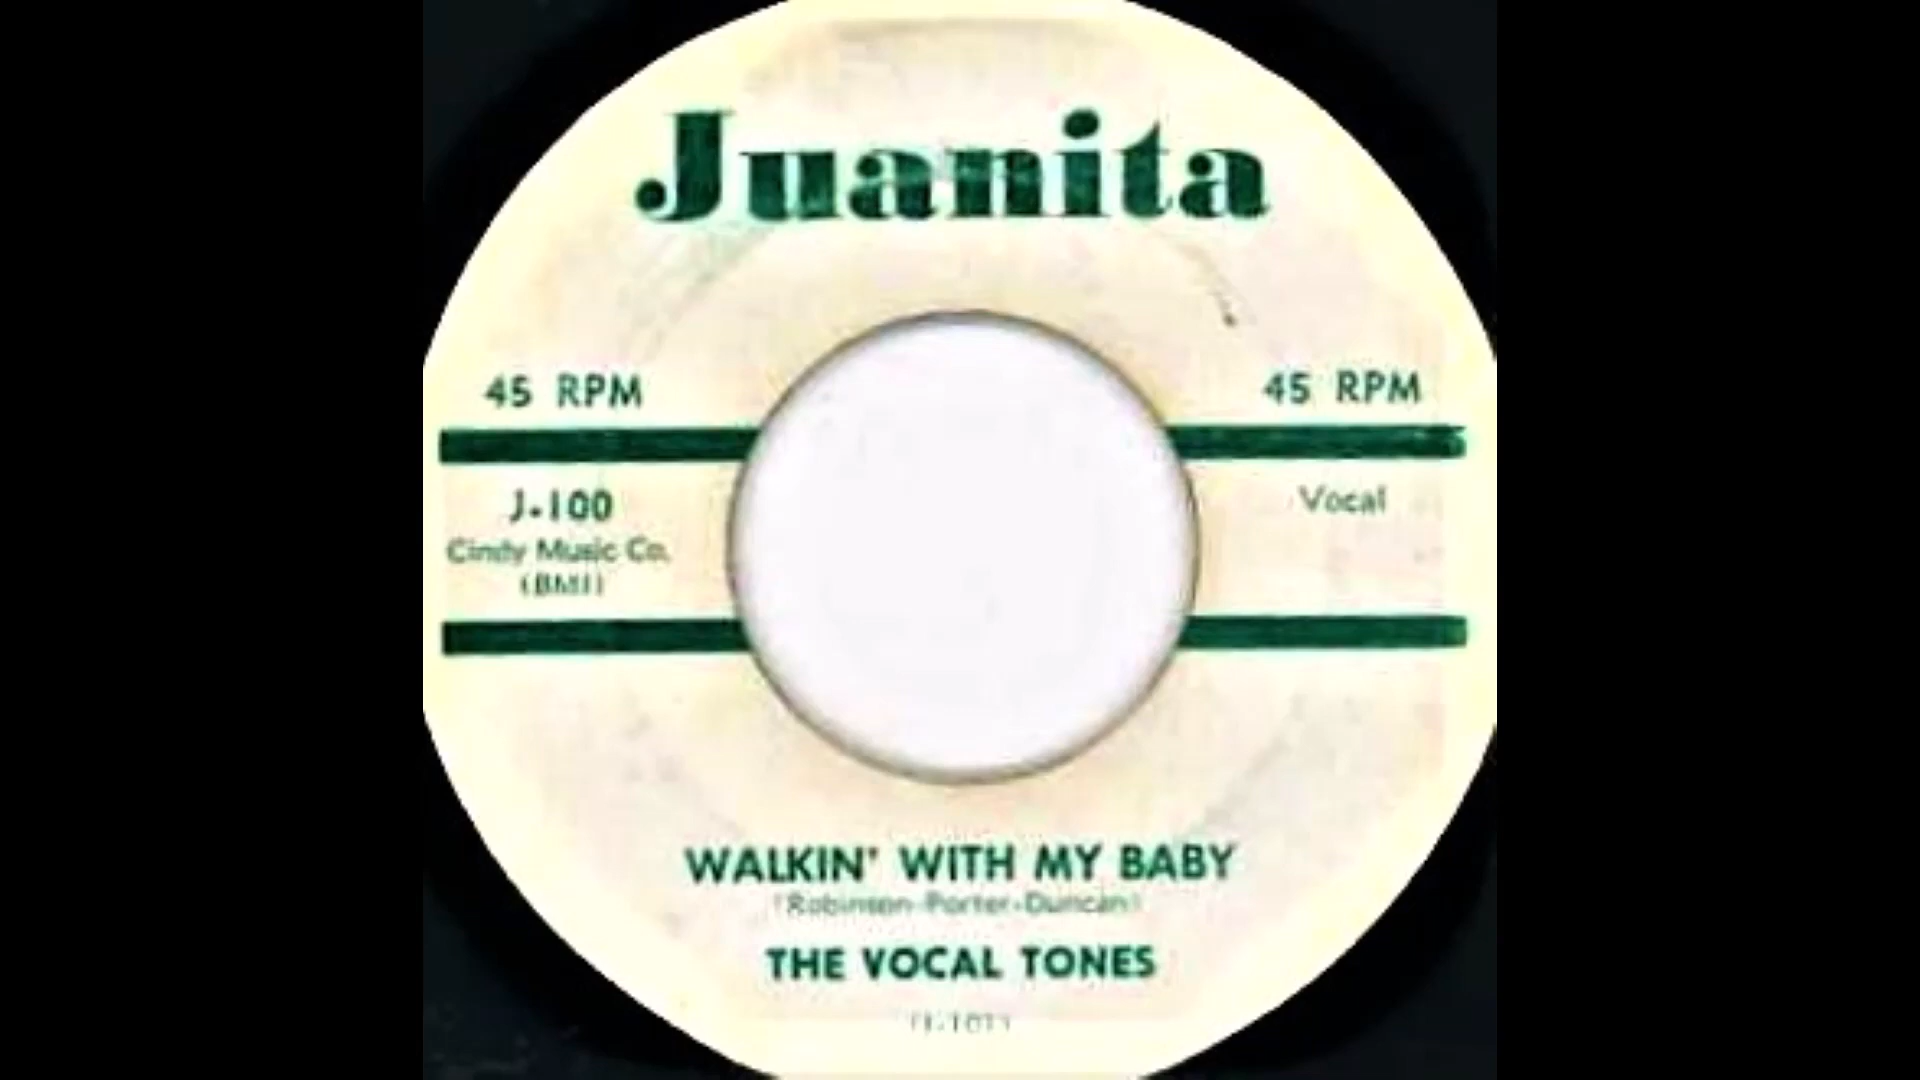 Juanita
45 RPM
45 RPM
J-100
Vocal
Cindy Music Co.
(BMI)
WALKIN' WITH MY BABY
(Robinson-Porter-Duncan)
THE VOCAL TONES